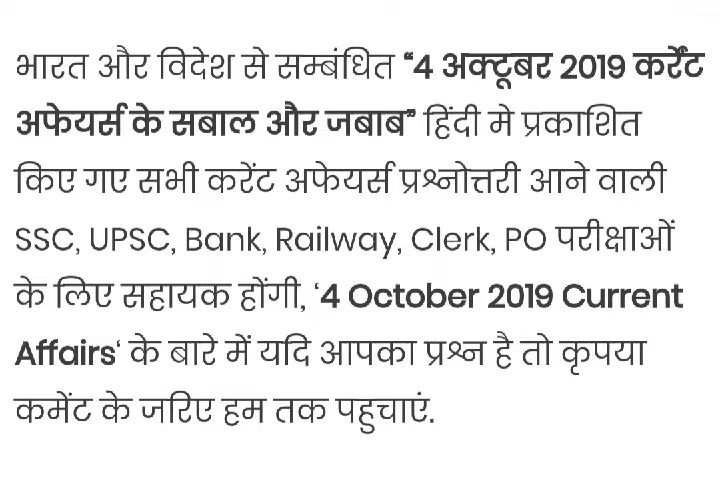 भारत और विदेश से सम्बंधित “4 अक्टूबर 2019 करेँट
अफेयर्स के सबाल और जबाब” हिंदी मे प्रकाशित
किए गए सभी करेंट अफेयर्स प्रश्नोत्तरी आने वाली
SSC, UPSC, Bank, Railway, Clerk, PO परीक्षाओं
के लिए सहायक होंगी, ‘4 October 2019 Current
Affairs‘ के बारे में यदि आपका प्रश्न है तो कृपया
कमेंट के जरिए हम तक पहुचाएं.